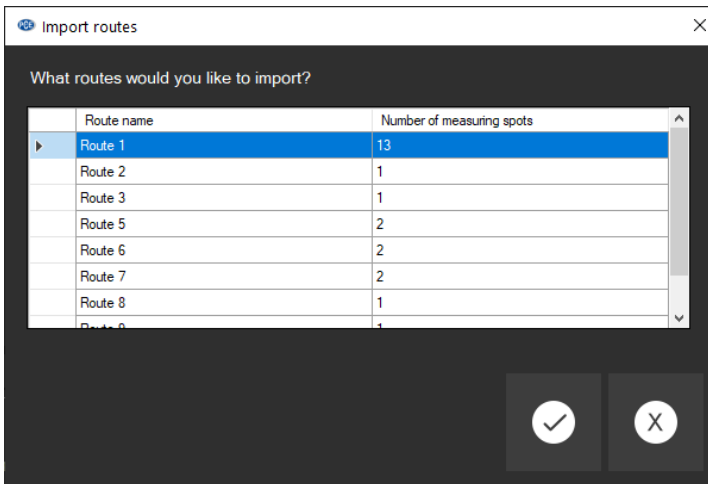 PCE Import routes
What routes would you like to import?
Route name Number of measuring spots
Route 1 13
Route 2 1
Route 3 1
Route 5 2
Route 6 2
Route 7 2
Route 8 1
X